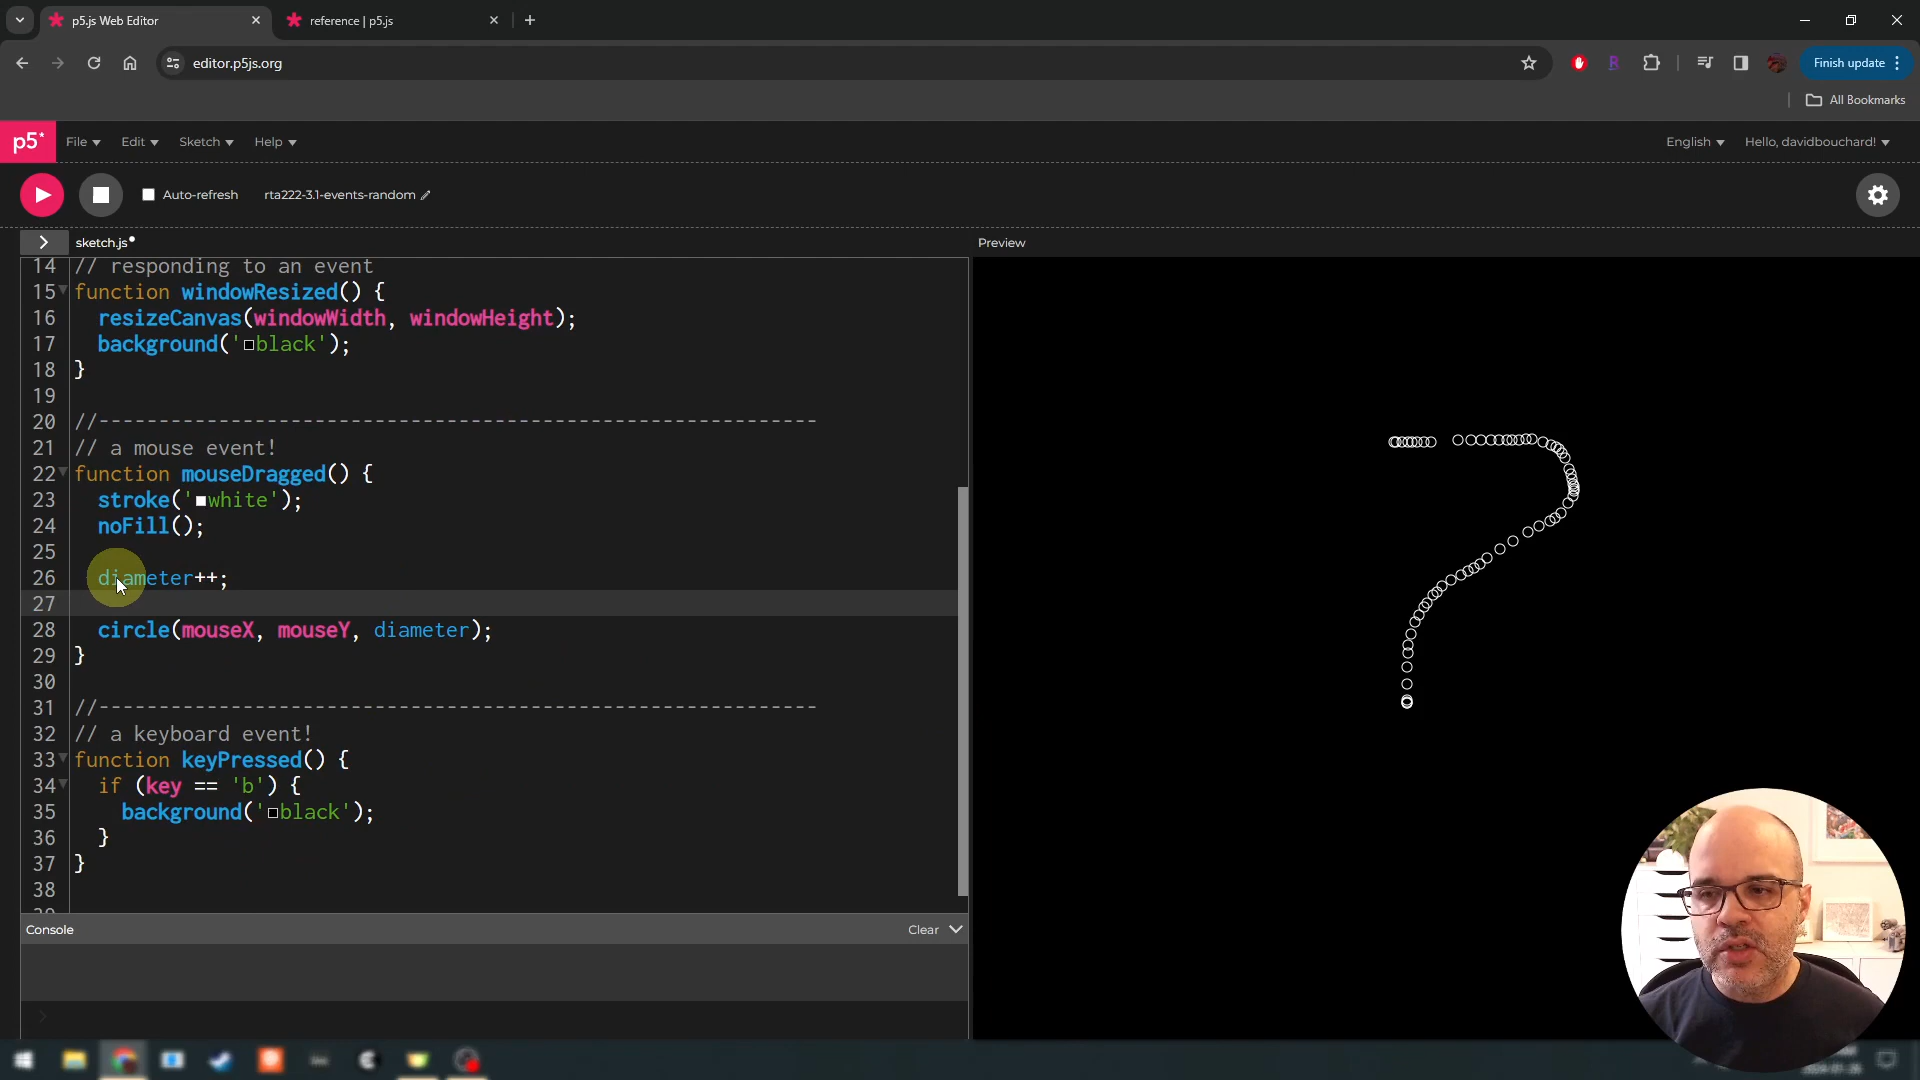 p5.js Web Editor
reference | p5.js
editor.p5js.org
Finish update
All Bookmarks
p5*
File
Edit
Sketch
Help
English
Hello, davidbouchard!
Auto-refresh
rta222-3.1-events-random
sketch.js
Preview
14 // responding to an event
15 function windowResized() {
16 resizeCanvas(windowWidth, windowHeight);
17 background('black');
18 }
19
20 //-------------------------------------------------------------
21 // a mouse event!
22 function mouseDragged() {
23 stroke('white');
24 noFill();
25
26 diameter++;
27
28 circle(mouseX, mouseY, diameter);
29 }
30
31 //-------------------------------------------------------------
32 // a keyboard event!
33 function keyPressed() {
34 if (key == 'b') {
35 background('black');
36 }
37 }
38
Console
Clear